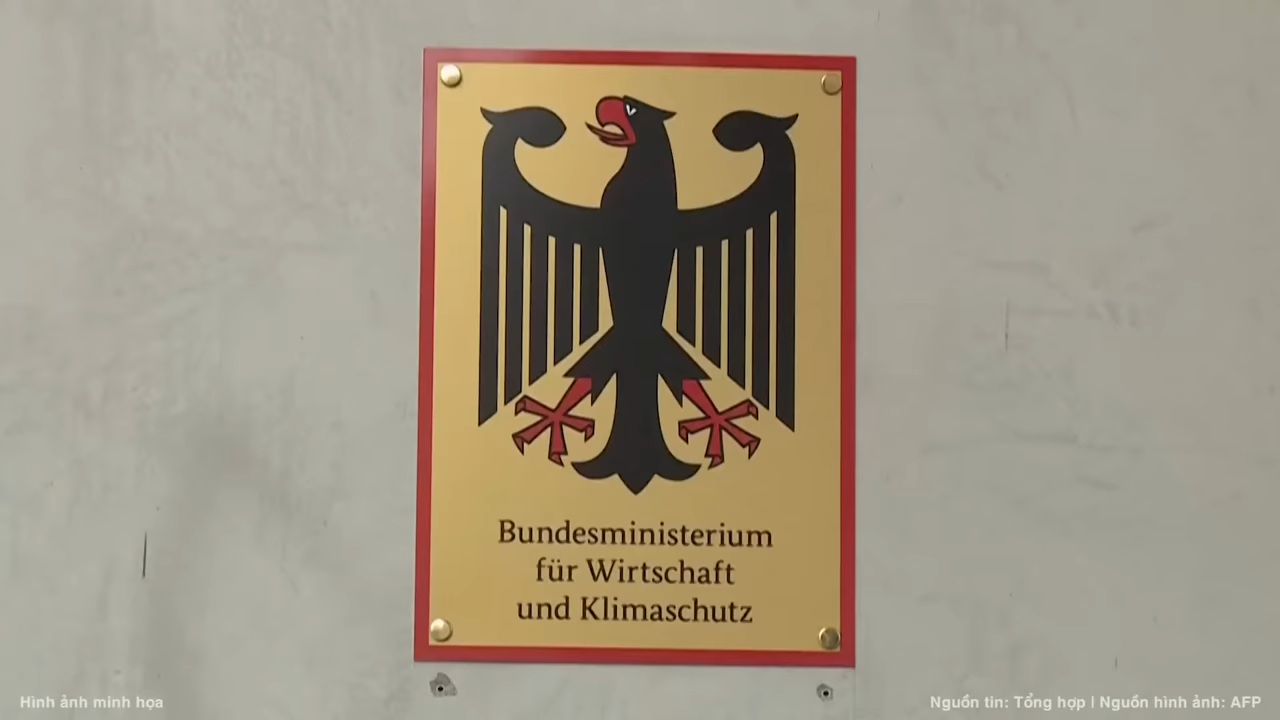 Bundesministerium
für Wirtschaft
und Klimaschutz
Hình ảnh minh họa
Nguồn tin: Tổng hợp | Nguồn hình ảnh: AFP